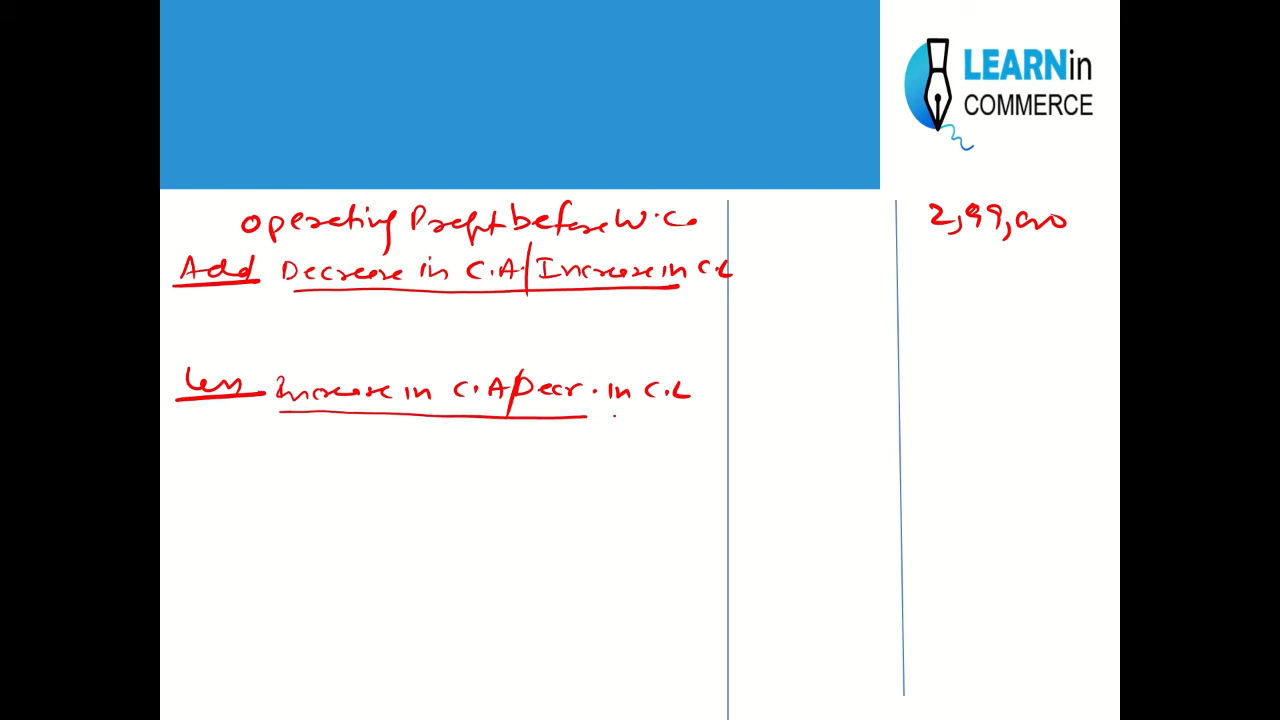 LEARNin
COMMERCE
Operating Profit before W.C 2,99,000
Add Decrease in C.A./Increase in C.L
Less Increase in C.A/Decr. in C.L